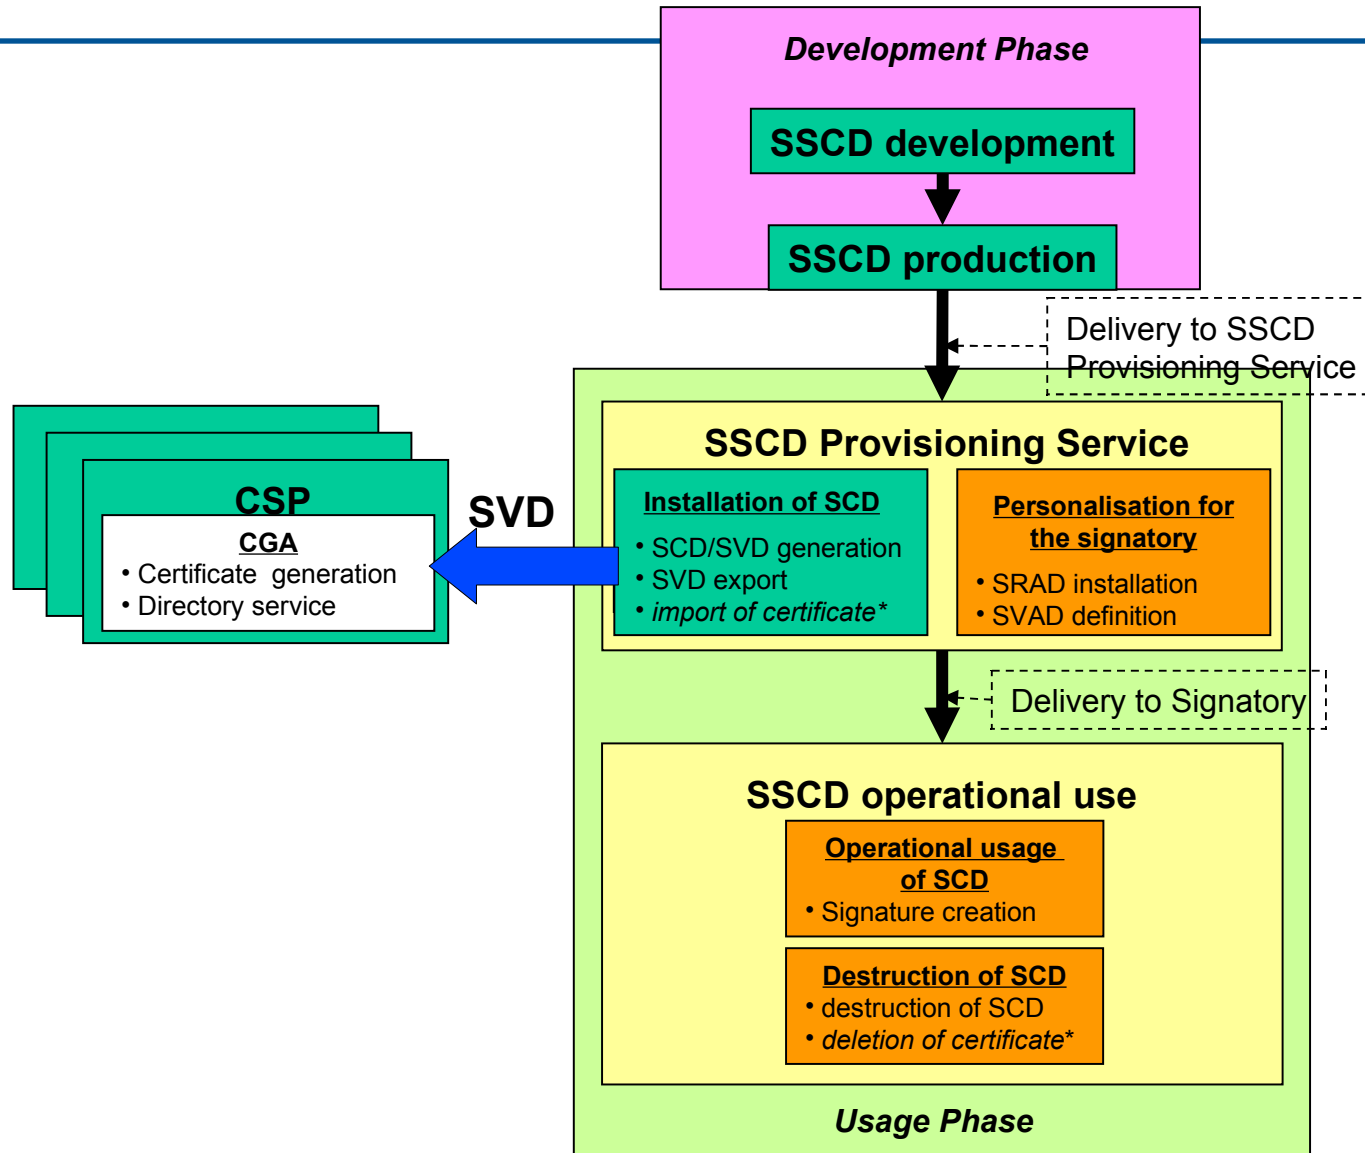 Development Phase
SSCD development
SSCD production
Delivery to SSCD
Provisioning Service
SSCD Provisioning Service
CSP
CGA
• Certificate generation
• Directory service
SVD
Installation of SCD
• SCD/SVD generation
• SVD export
• import of certificate*
Personalisation for
the signatory
• SRAD installation
• SVAD definition
Delivery to Signatory
SSCD operational use
Operational usage
of SCD
• Signature creation
Destruction of SCD
• destruction of SCD
• deletion of certificate*
Usage Phase